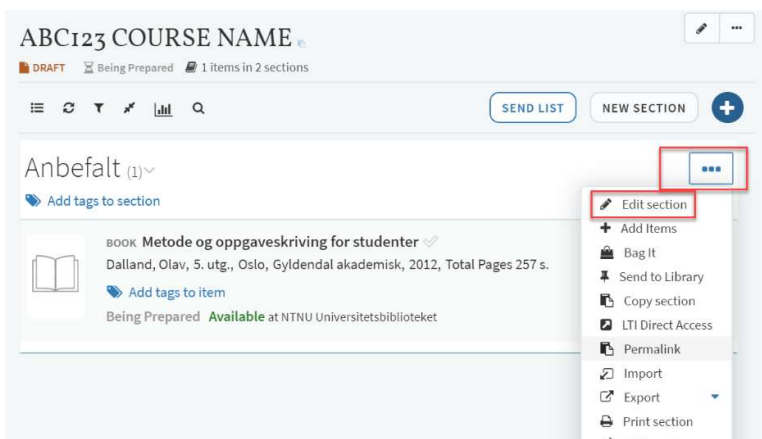 ABC123 COURSE NAME
DRAFT Being Prepared 1 items in 2 sections
SEND LIST NEW SECTION
Anbefalt (1)
Add tags to section
Edit section
Add Items
Bag It
Send to Library
Copy section
LTI Direct Access
Permalink
Import
Export
Print section
BOOK Metode og oppgaveskriving for studenter
Dalland, Olav, 5. utg., Oslo, Gyldendal akademisk, 2012, Total Pages 257 s.
Add tags to item
Being Prepared Available at NTNU Universitetsbiblioteket